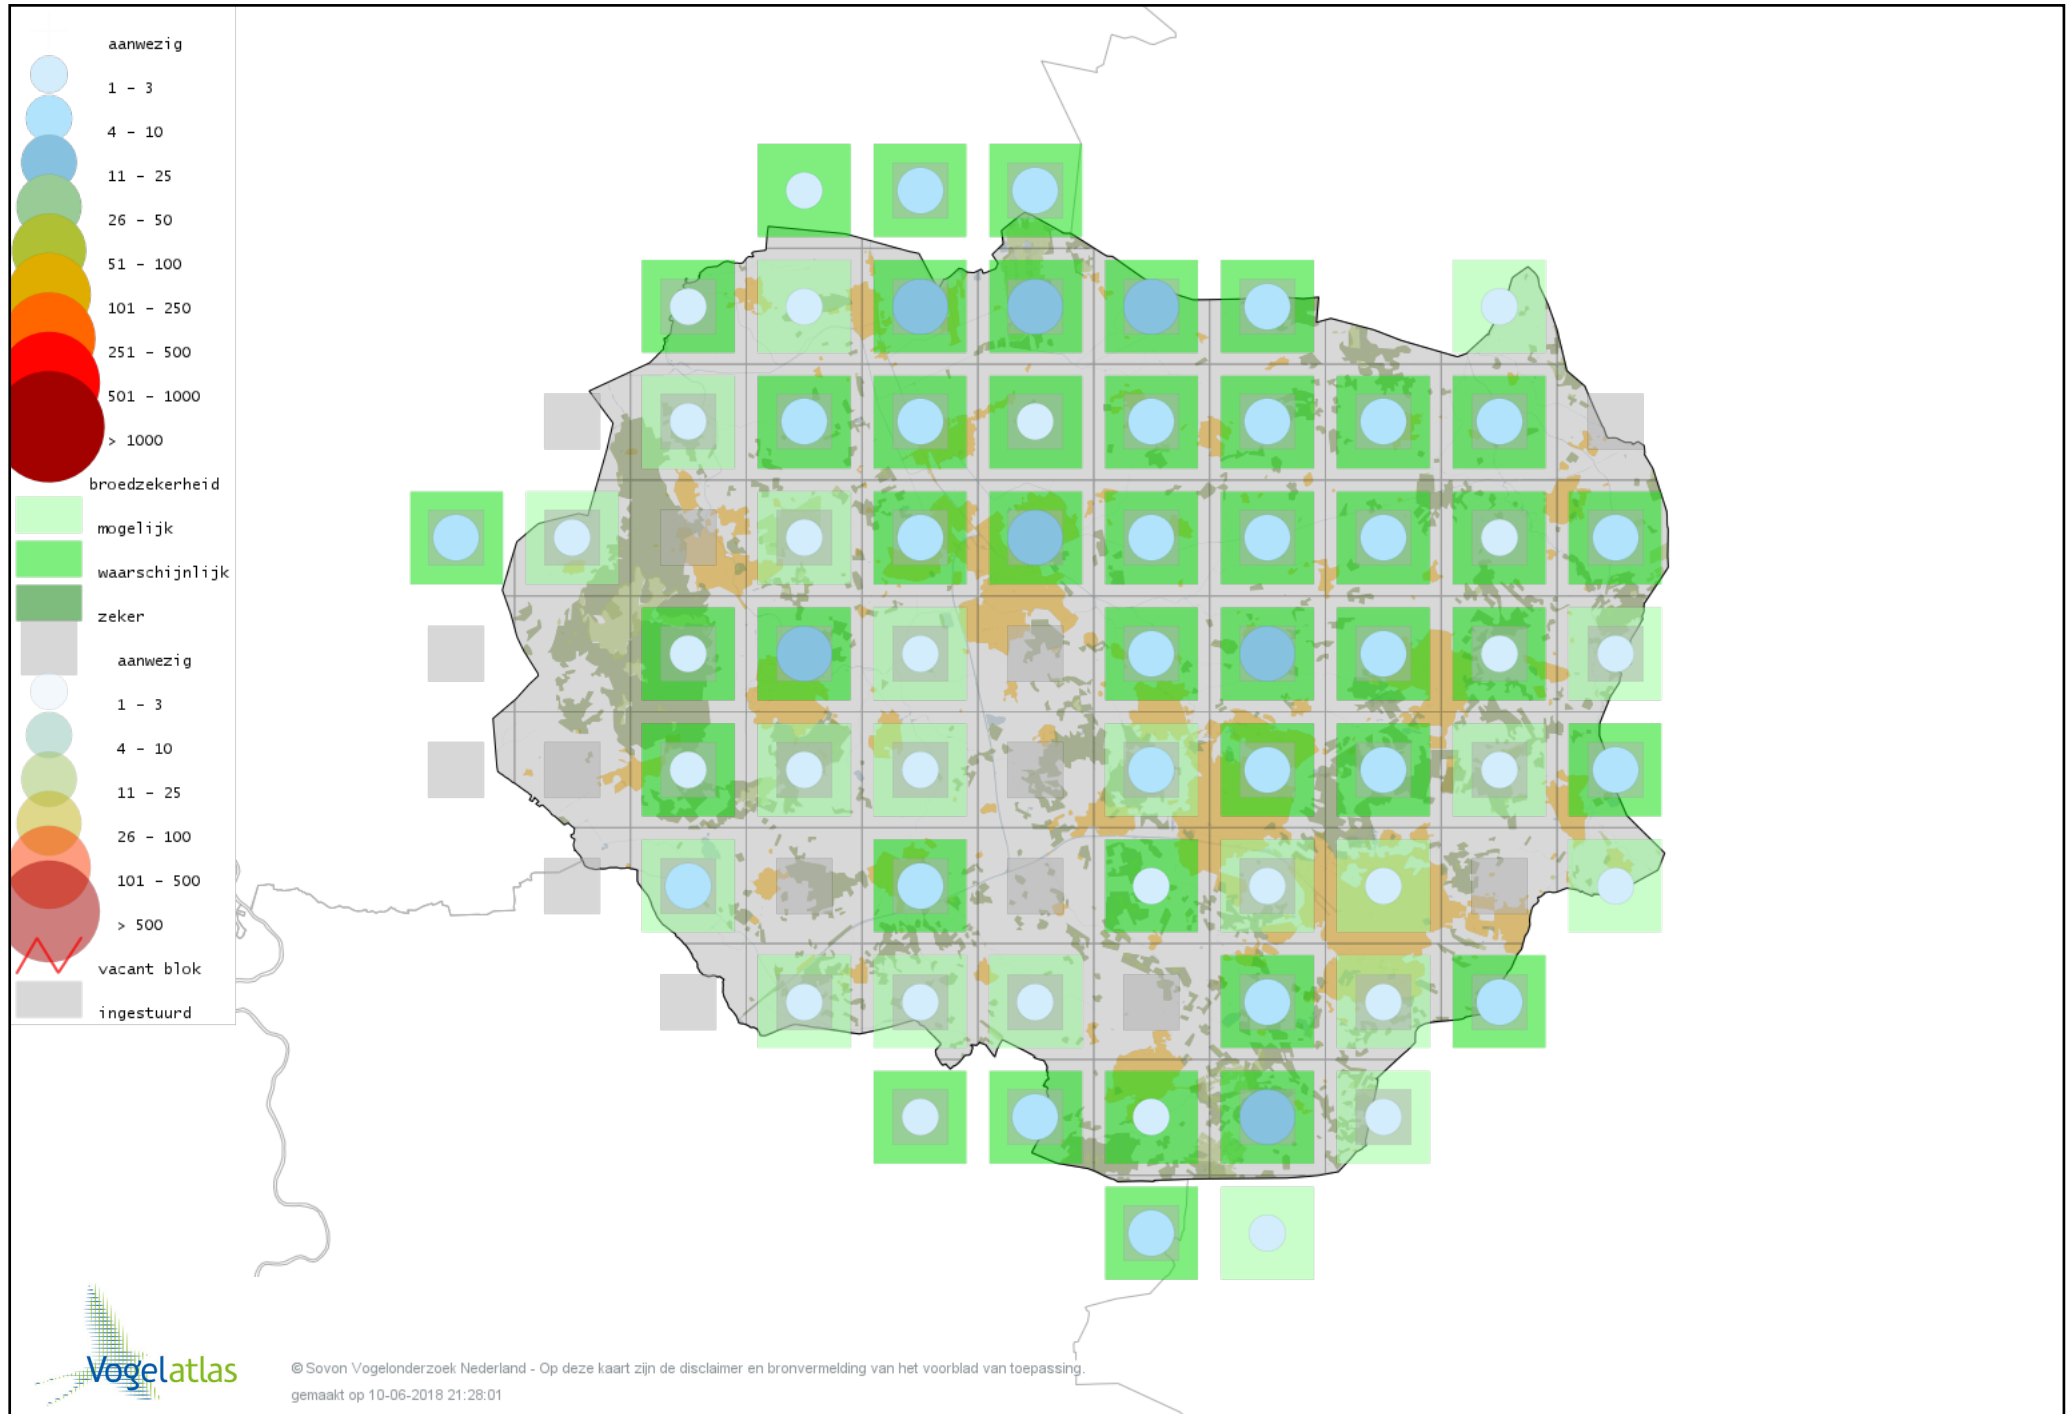 aanwezig
1 - 3
4 - 10
11 - 25
26 - 50
51 - 100
101 - 250
251 - 500
501 - 1000
> 1000
broedzekerheid
mogelijk
waarschijnlijk
zeker
aanwezig
1 - 3
4 - 10
11 - 25
26 - 100
101 - 500
> 500
vacant blok
ingestuurd
Vogelatlas
© Sovon Vogelonderzoek Nederland - Op deze kaart zijn de disclaimer en bronvermelding van het voorblad van toepassing.
gemaakt op 10-06-2018 21:28:01